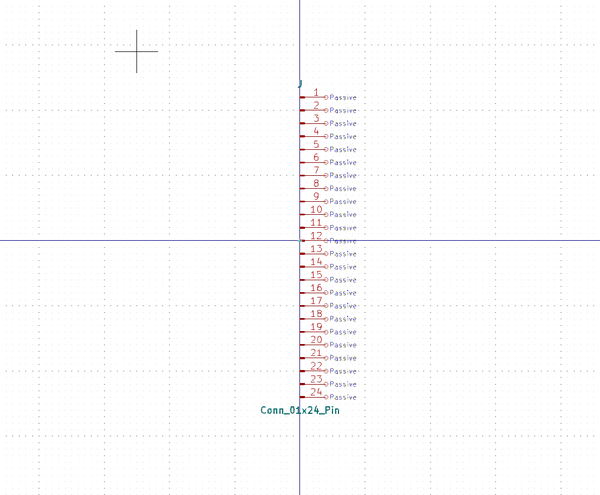 J
1 Passive
2 Passive
3 Passive
4 Passive
5 Passive
6 Passive
7 Passive
8 Passive
9 Passive
10 Passive
11 Passive
12 Passive
13 Passive
14 Passive
15 Passive
16 Passive
17 Passive
18 Passive
19 Passive
20 Passive
21 Passive
22 Passive
23 Passive
24 Passive
Conn_01x24_Pin